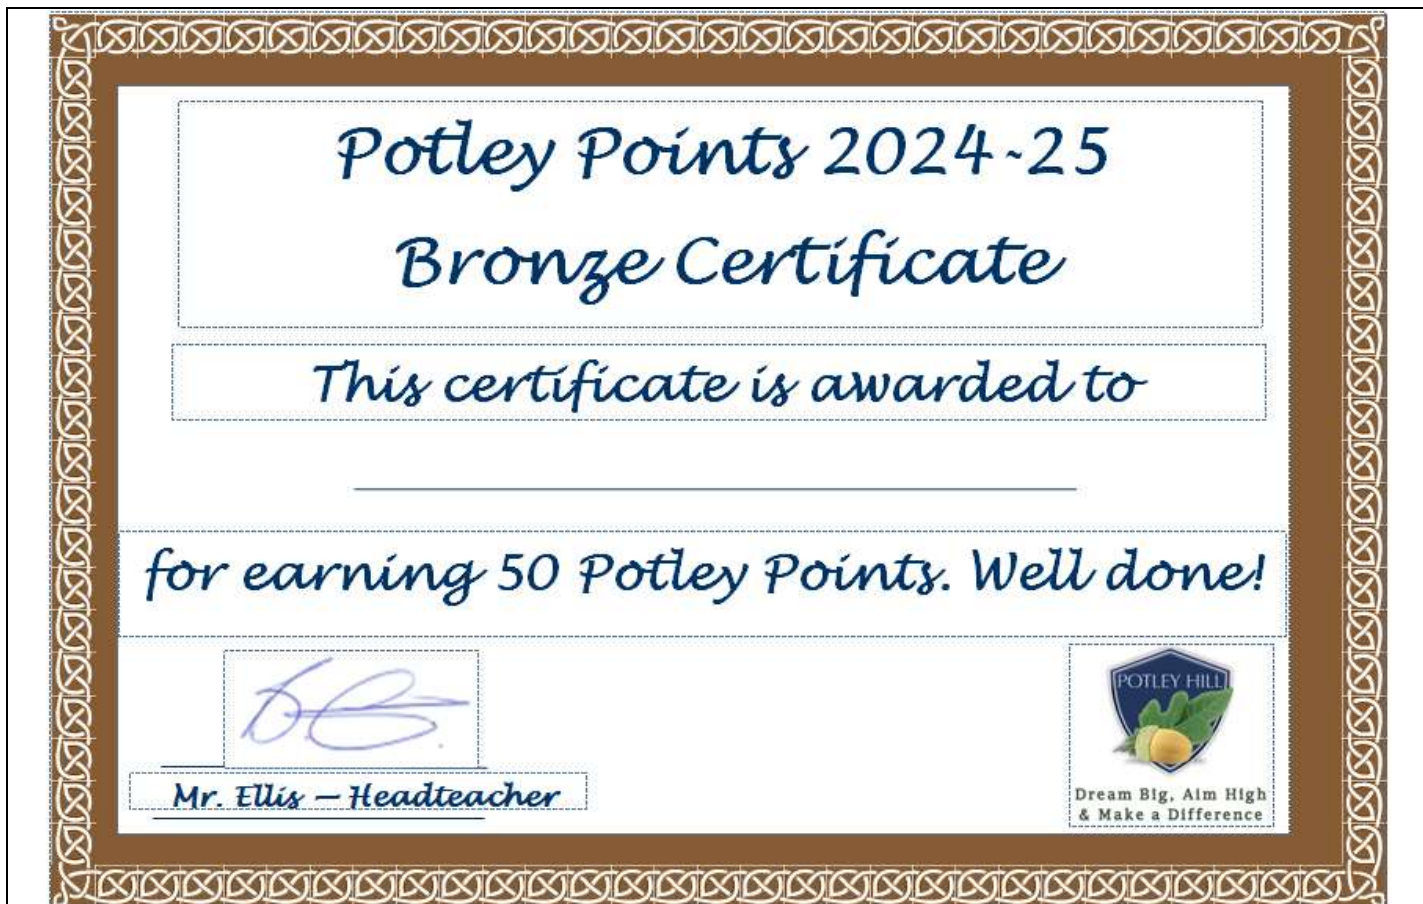 Potley Points 2024-25
Bronze Certificate
This certificate is awarded to
for earning 50 Potley Points. Well done!
Mr. Ellis — Headteacher
POTLEY HILL
Dream Big, Aim High
& Make a Difference